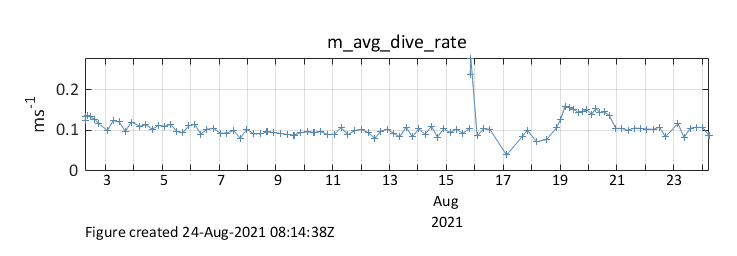 m_avg_dive_rate
ms-1
0.2
0.1
0
3 5 7 9 11 13 15 17 19 21 23
Aug
2021
Figure created 24-Aug-2021 08:14:38Z